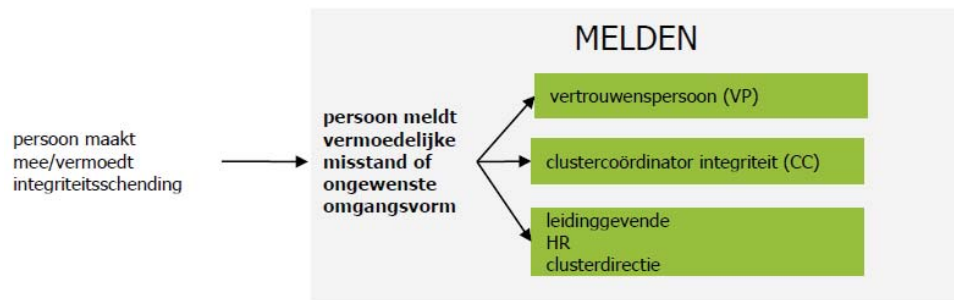 MELDEN
persoon maakt
mee/vermoedt
integriteitsschending
persoon meldt
vermoedelijke
misstand of
ongewenste
omgangsvorm
vertrouwenspersoon (VP)
clustercoördinator integriteit (CC)
leidinggevende
HR
clusterdirectie